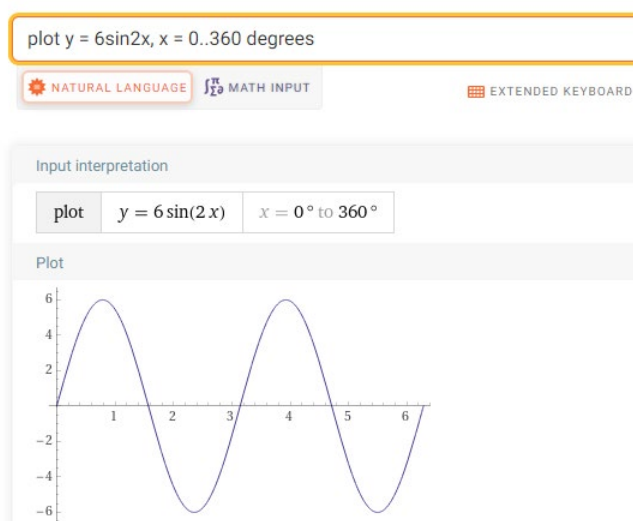 plot y = 6sin2x, x = 0..360 degrees
NATURAL LANGUAGE ∫Σ∂π MATH INPUT EXTENDED KEYBOARD
Input interpretation
plot y = 6 sin(2 x) x = 0° to 360°
Plot
6
4
2
1 2 3 4 5 6
−2
−4
−6